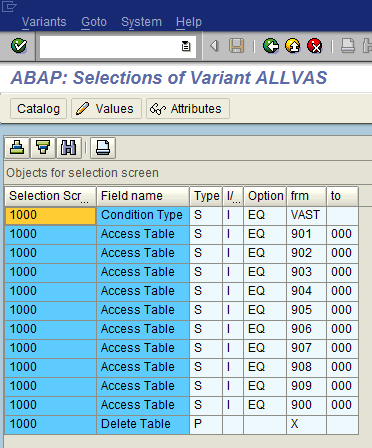 Variants Goto System Help
ABAP: Selections of Variant ALLVAS
Catalog Values Attributes
Objects for selection screen
Selection Scr... Field name Type I/... Option frm to
1000 Condition Type S I EQ VAST
1000 Access Table S I EQ 901 000
1000 Access Table S I EQ 902 000
1000 Access Table S I EQ 903 000
1000 Access Table S I EQ 904 000
1000 Access Table S I EQ 905 000
1000 Access Table S I EQ 906 000
1000 Access Table S I EQ 907 000
1000 Access Table S I EQ 908 000
1000 Access Table S I EQ 909 000
1000 Access Table S I EQ 900 000
1000 Delete Table P X